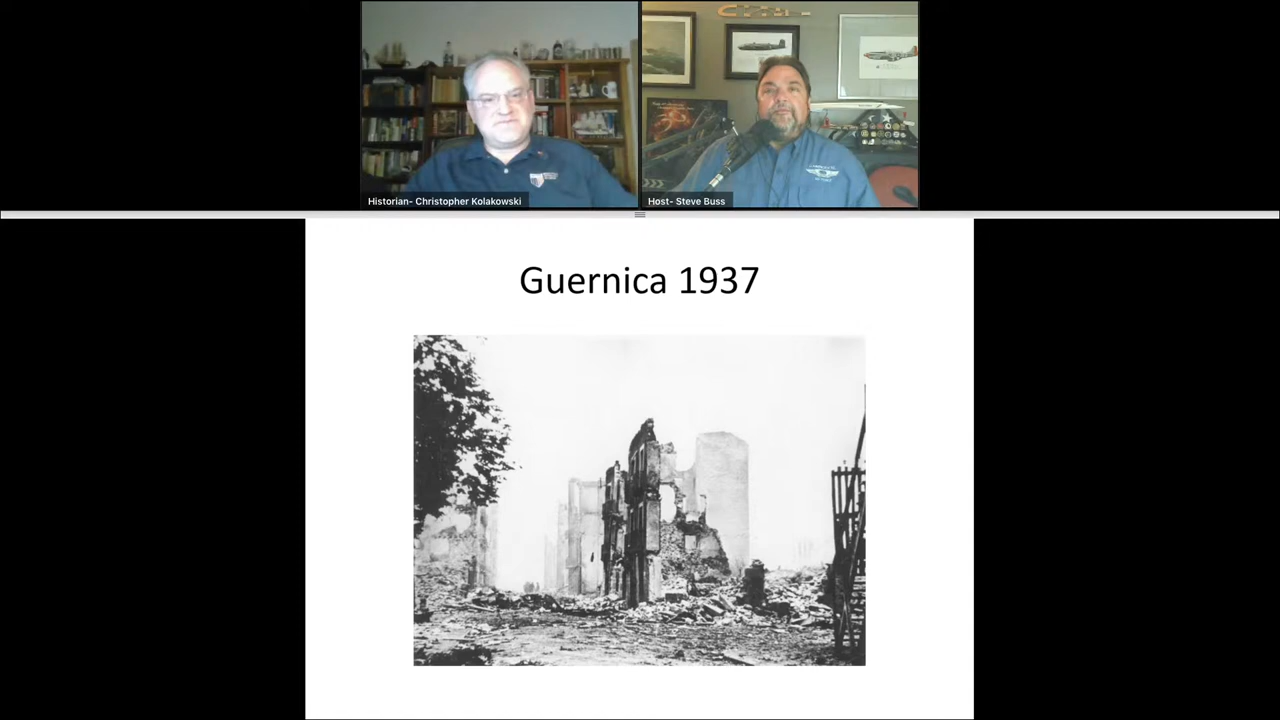 Historian- Christopher Kolakowski
Host- Steve Buss
Guernica 1937